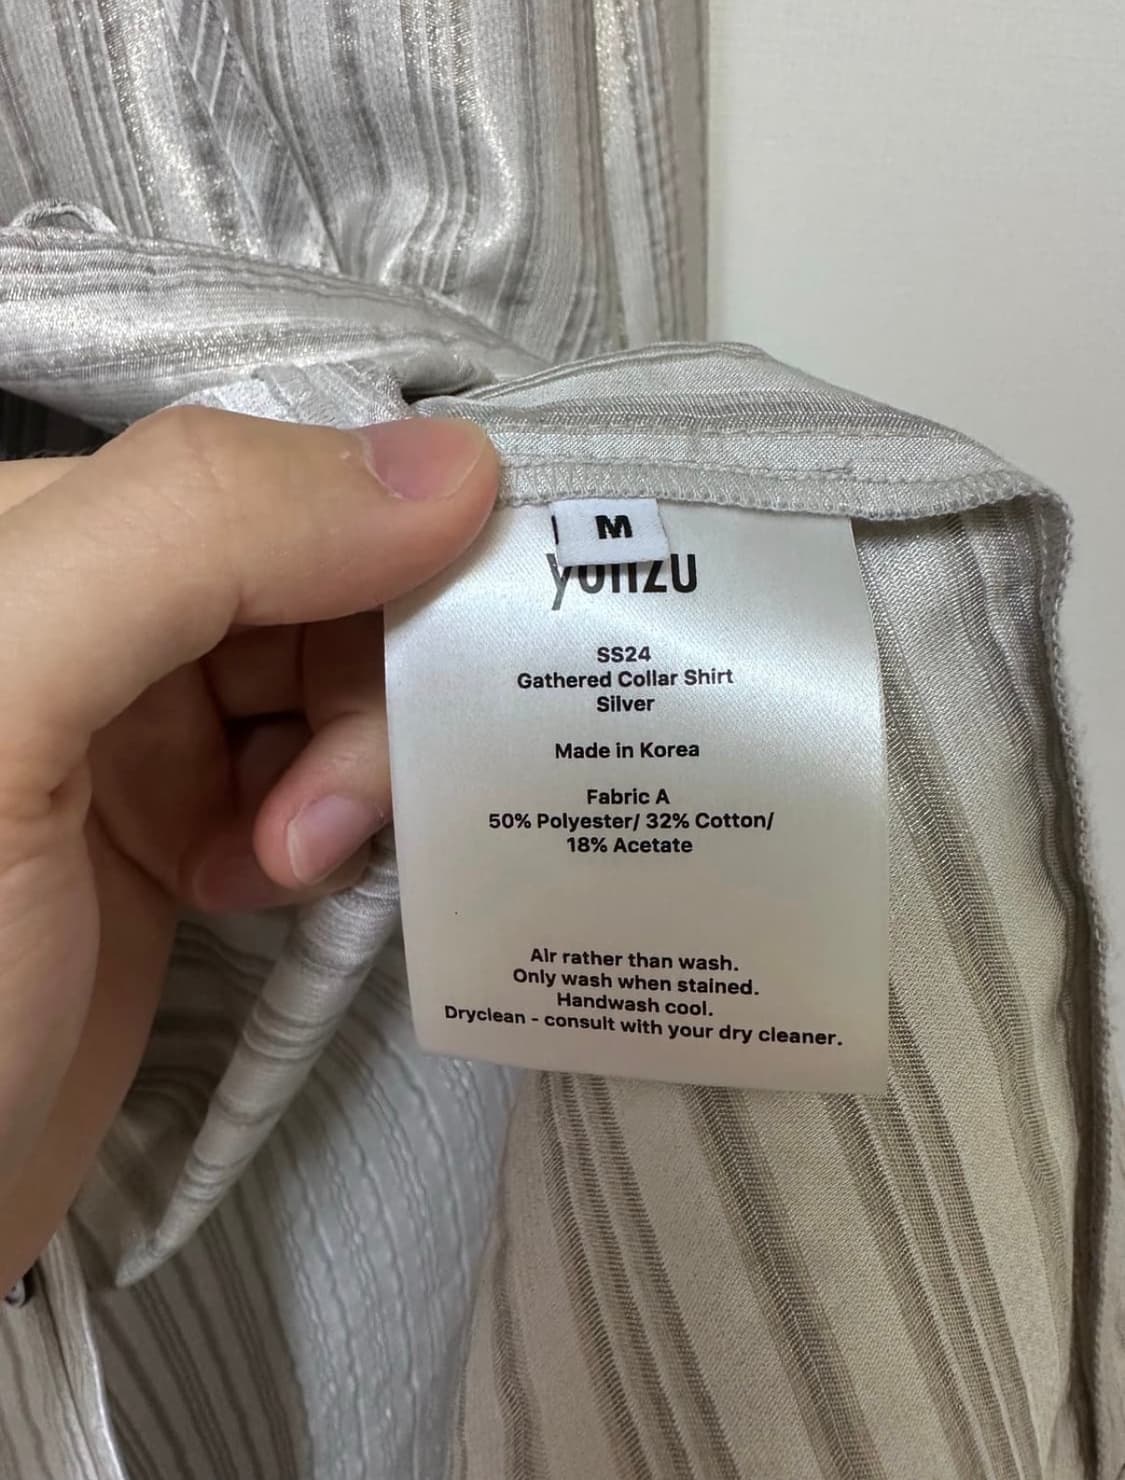 M
SS24
Gathered Collar Shirt
Silver
Made in Korea
Fabric A
50% Polyester/ 32% Cotton/
18% Acetate
Air rather than wash.
Only wash when stained.
Handwash cool.
Dryclean - consult with your dry cleaner.